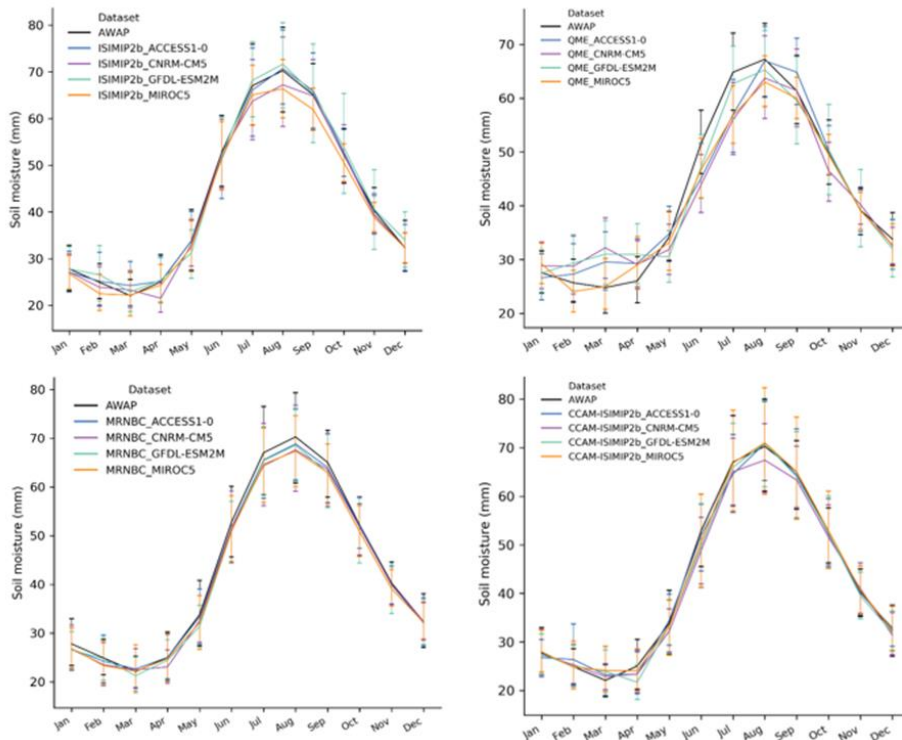 Dataset
AWAP
ISIMIP2b_ACCESS1-0
ISIMIP2b_CNRM-CM5
ISIMIP2b_GFDL-ESM2M
ISIMIP2b_MIROC5
Soil moisture (mm)
80
70
60
50
40
30
20
Jan Feb Mar Apr May Jun Jul Aug Sep Oct Nov Dec
Dataset
AWAP
QME_ACCESS1-0
QME_CNRM-CM5
QME_GFDL-ESM2M
QME_MIROC5
Soil moisture (mm)
70
60
50
40
30
20
Jan Feb Mar Apr May Jun Jul Aug Sep Oct Nov Dec
Dataset
AWAP
MRNBC_ACCESS1-0
MRNBC_CNRM-CM5
MRNBC_GFDL-ESM2M
MRNBC_MIROC5
Soil moisture (mm)
80
70
60
50
40
30
20
Jan Feb Mar Apr May Jun Jul Aug Sep Oct Nov Dec
Dataset
AWAP
CCAM-ISIMIP2b_ACCESS1-0
CCAM-ISIMIP2b_CNRM-CM5
CCAM-ISIMIP2b_GFDL-ESM2M
CCAM-ISIMIP2b_MIROC5
Soil moisture (mm)
80
70
60
50
40
30
20
Jan Feb Mar Apr May Jun Jul Aug Sep Oct Nov Dec